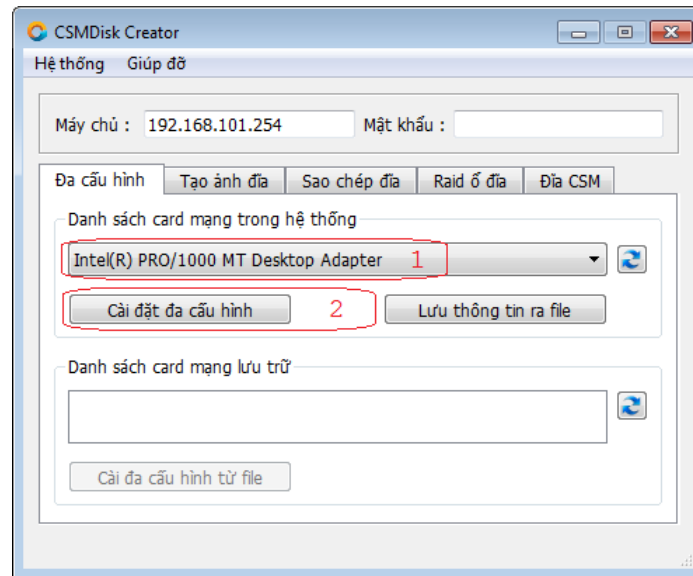 CSMDisk Creator
Hệ thống Giúp đỡ
Máy chủ : 192.168.101.254 Mật khẩu :
Đa cấu hình Tạo ảnh đĩa Sao chép đĩa Raid ổ đĩa Đĩa CSM
Danh sách card mạng trong hệ thống
Intel(R) PRO/1000 MT Desktop Adapter 1
Cài đặt đa cấu hình 2 Lưu thông tin ra file
Danh sách card mạng lưu trữ
Cài đa cấu hình từ file